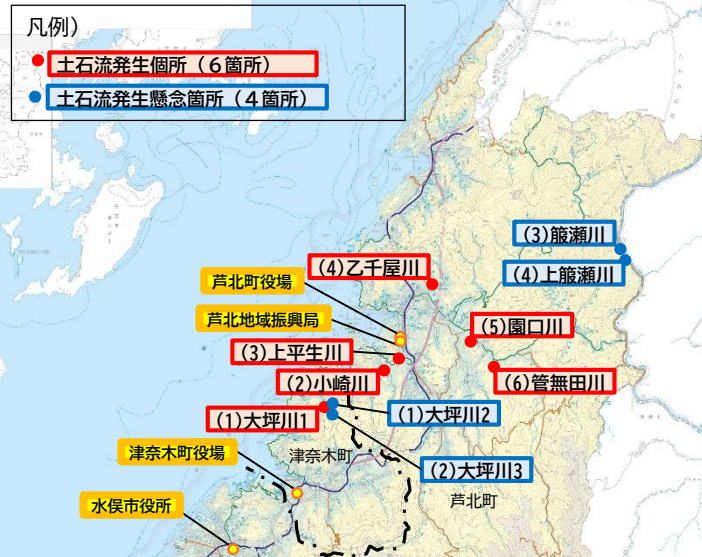 凡例)
土石流発生個所（６箇所）
土石流発生懸念箇所（４箇所）
(3)箙瀬川
(4)上箙瀬川
(4)乙千屋川
芦北町役場
芦北地域振興局
(5)園口川
(3)上平生川
(2)小崎川
(6)管無田川
(1)大坪川1
(1)大坪川2
津奈木町役場
津奈木町
(2)大坪川3
水俣市役所
芦北町